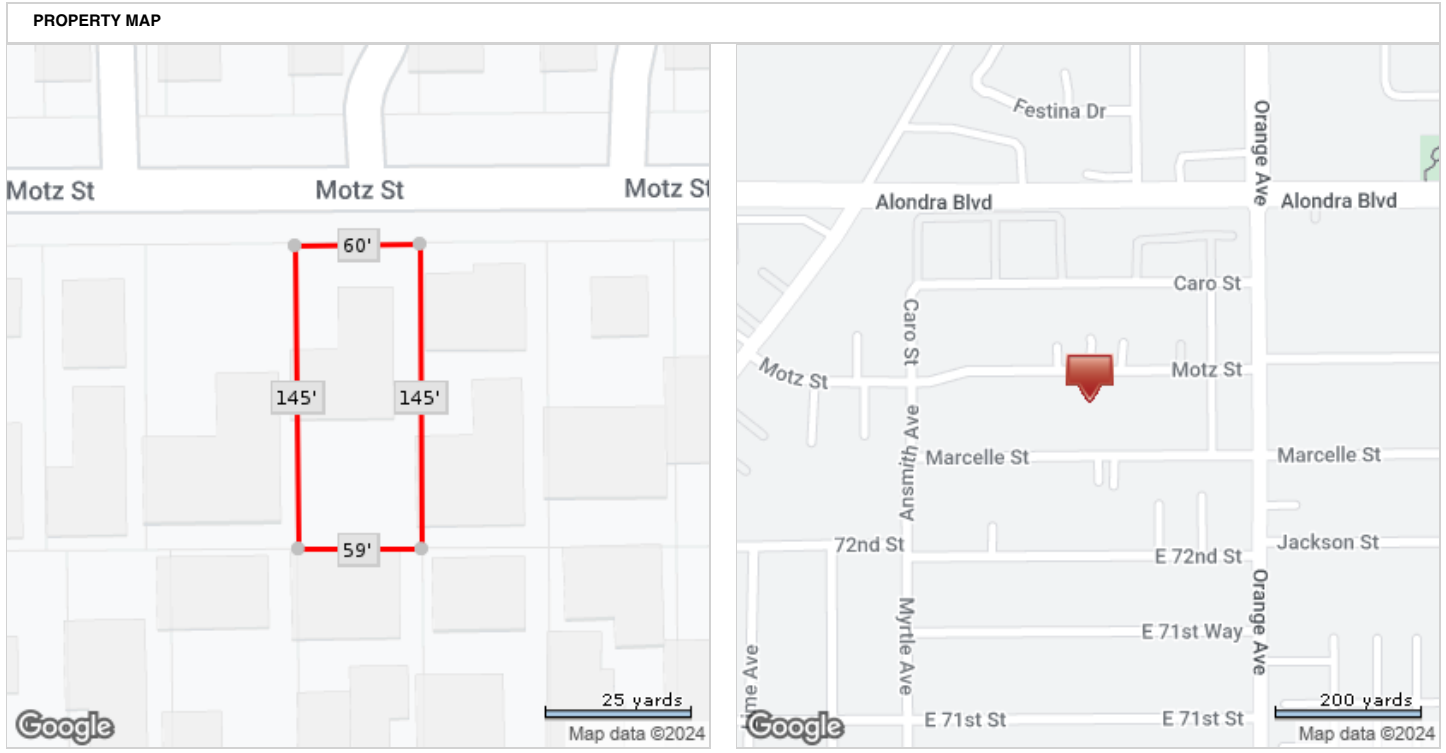 PROPERTY MAP
Motz St
Motz St
Motz St
60'
145'
145'
59'
25 yards
Google
Map data ©2024
Festina Dr
Orange Ave
Alondra Blvd
Alondra Blvd
Caro St
Caro St
Motz St
Motz St
Ansmith Ave
Marcelle St
Marcelle St
72nd St
E 72nd St
Jackson St
Myrtle Ave
Orange Ave
E 71st Way
Ave
E 71st St
E 71st St
200 yards
Google
Map data ©2024